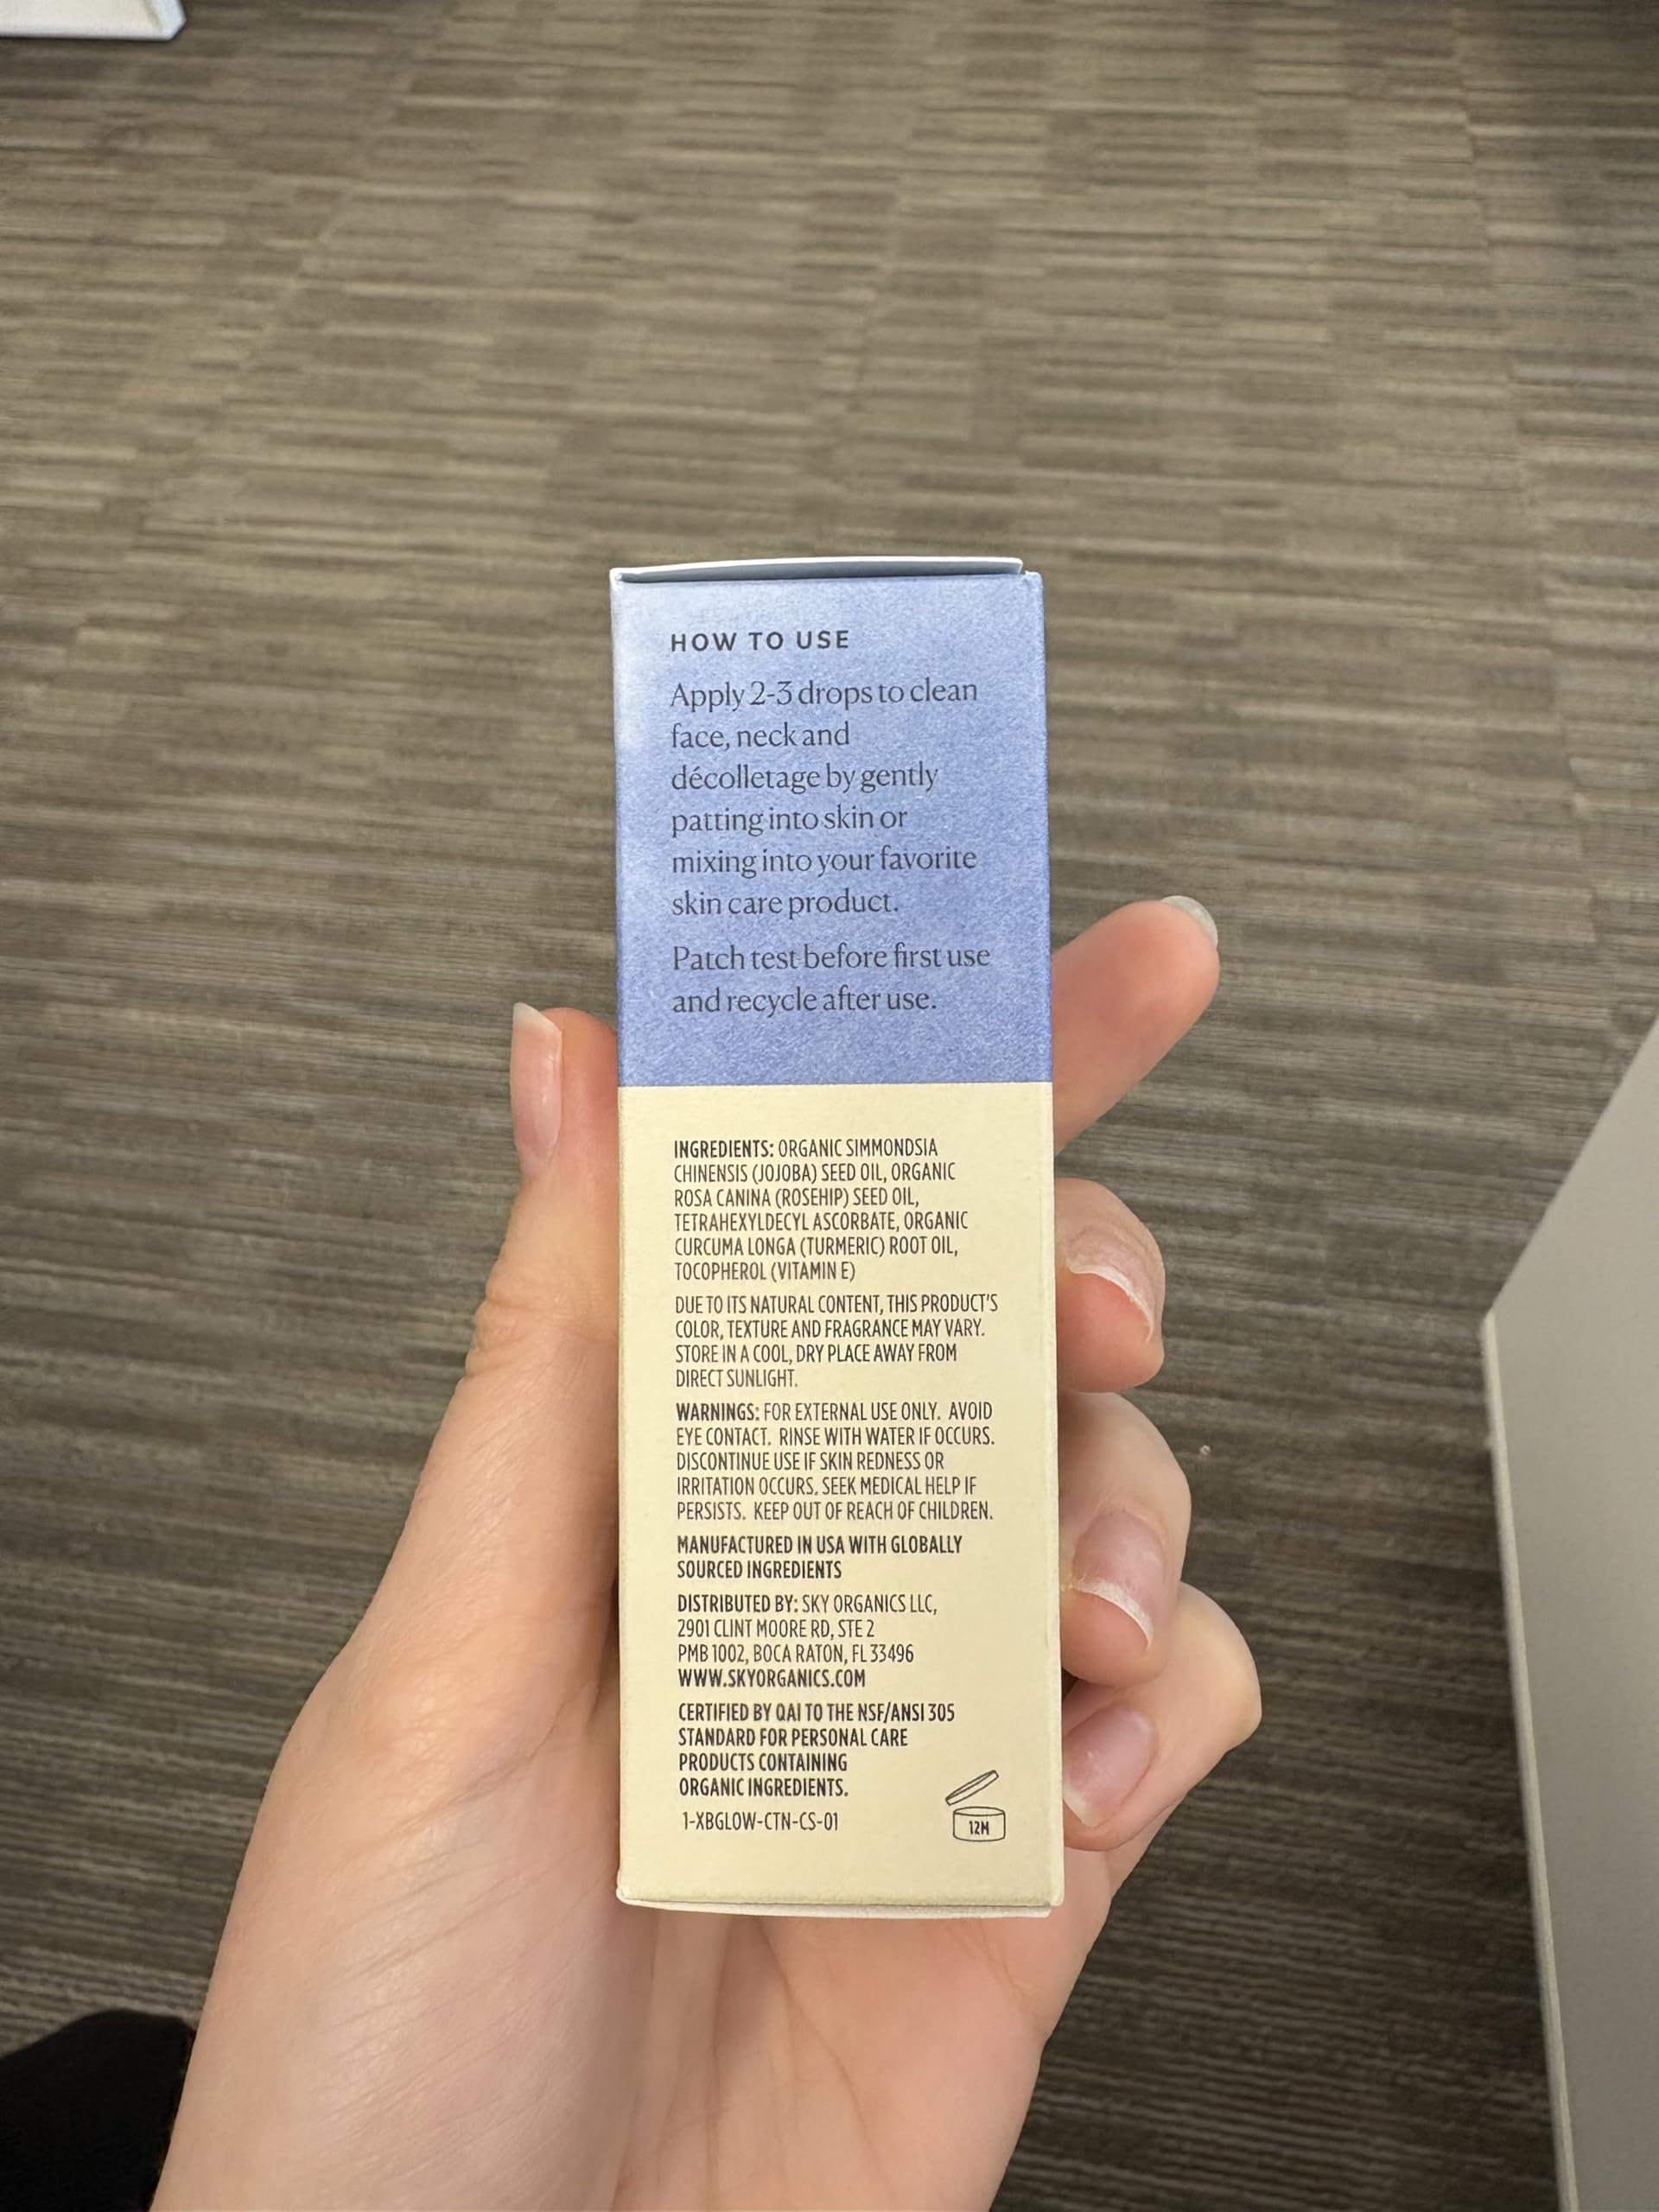 HOW TO USE
Apply 2-3 drops to clean
face, neck and
décolletage by gently
patting into skin or
mixing into your favorite
skin care product.
Patch test before first use
and recycle after use.
INGREDIENTS: ORGANIC SIMMONDSIA
CHINENSIS (JOJOBA) SEED OIL, ORGANIC
ROSA CANINA (ROSEHIP) SEED OIL,
TETRAHEXYLDECYL ASCORBATE, ORGANIC
CURCUMA LONGA (TURMERIC) ROOT OIL,
TOCOPHEROL (VITAMIN E)
DUE TO ITS NATURAL CONTENT, THIS PRODUCT'S
COLOR, TEXTURE AND FRAGRANCE MAY VARY.
STORE IN A COOL, DRY PLACE AWAY FROM
DIRECT SUNLIGHT.
WARNINGS: FOR EXTERNAL USE ONLY. AVOID
EYE CONTACT. RINSE WITH WATER IF OCCURS.
DISCONTINUE USE IF SKIN REDNESS OR
IRRITATION OCCURS. SEEK MEDICAL HELP IF
PERSISTS. KEEP OUT OF REACH OF CHILDREN.
MANUFACTURED IN USA WITH GLOBALLY
SOURCED INGREDIENTS
DISTRIBUTED BY: SKY ORGANICS LLC,
2901 CLINT MOORE RD, STE 2
PMB 1002, BOCA RATON, FL 33496
WWW.SKYORGANICS.COM
CERTIFIED BY QAI TO THE NSF/ANSI 305
STANDARD FOR PERSONAL CARE
PRODUCTS CONTAINING
ORGANIC INGREDIENTS.
1-XBGLOW-CTN-CS-01
12M